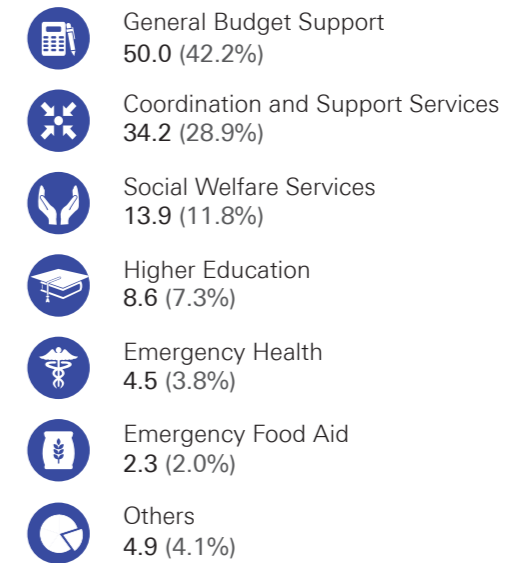 General Budget Support
50.0 (42.2%)
Coordination and Support Services
34.2 (28.9%)
Social Welfare Services
13.9 (11.8%)
Higher Education
8.6 (7.3%)
Emergency Health
4.5 (3.8%)
Emergency Food Aid
2.3 (2.0%)
Others
4.9 (4.1%)